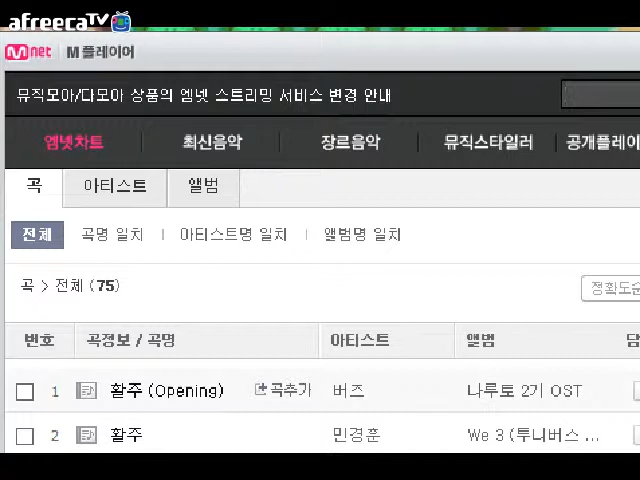 afreecaTV
Mnet M 플레이어
뮤직모아/다모아 상품의 엠넷 스트리밍 서비스 변경 안내
엠넷차트 최신음악 장르음악 뮤직스타일러 공개플레이
곡 아티스트 앨범
전체 곡명 일치 아티스트명 일치 앨범명 일치
곡 > 전체 (75)
정확도순
번호 곡정보 / 곡명 아티스트 앨범 담
1 활주 (Opening) 곡추가 버즈 나루토 2기 OST
2 활주 민경훈 We 3 (투니버스 ...